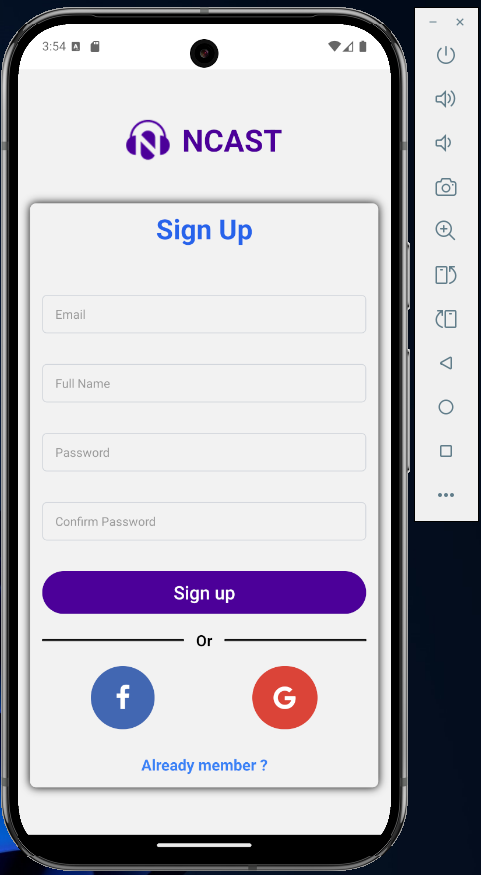 3:54
NCAST
Sign Up
Email
Full Name
Password
Confirm Password
Sign up
Or
Already member ?